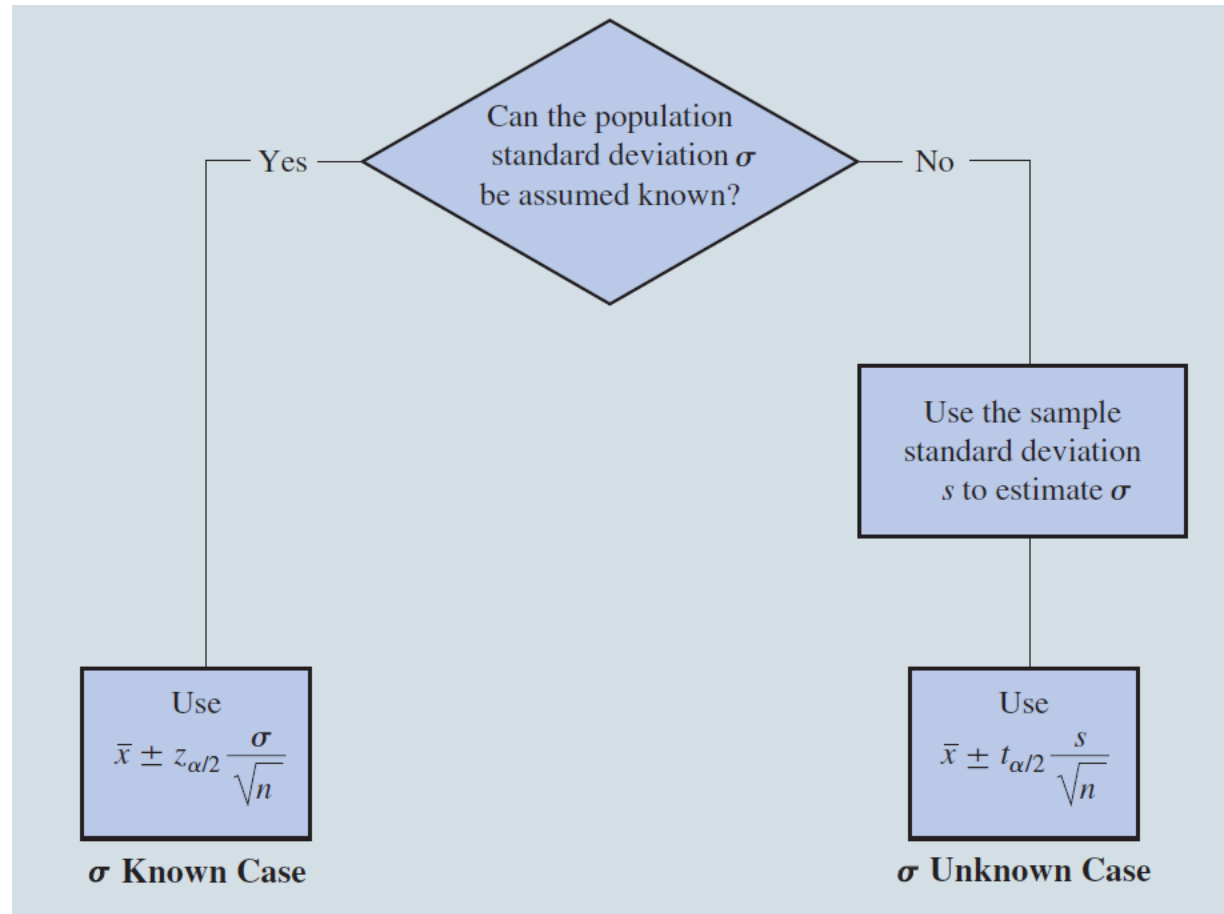 Can the population
standard deviation σ
be assumed known?
Yes
No
Use the sample
standard deviation
s to estimate σ
Use
x̄ ± z_{α/2} σ/√n
σ Known Case
Use
x̄ ± t_{α/2} s/√n
σ Unknown Case